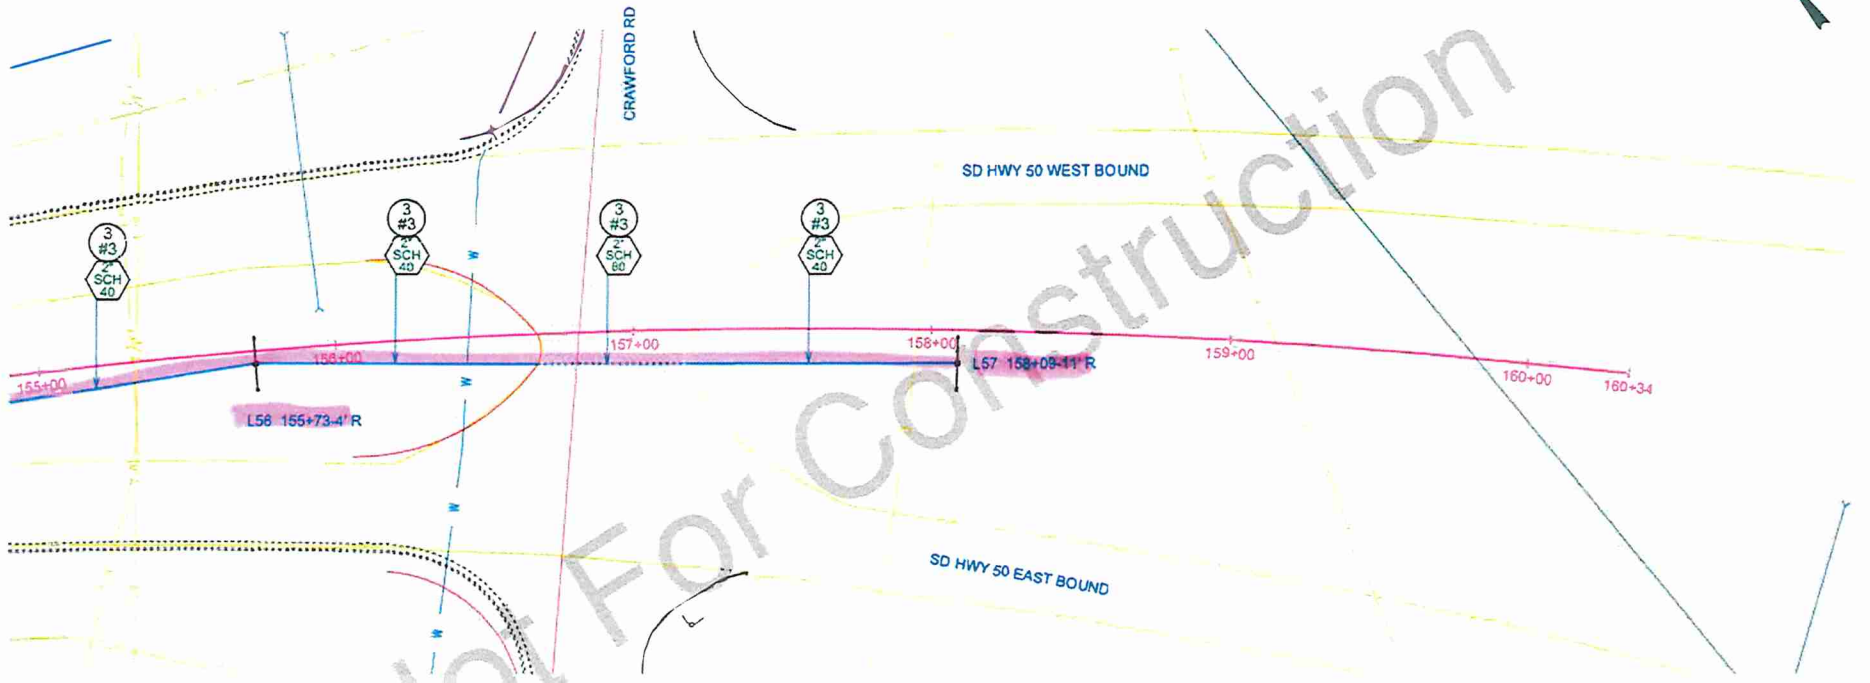 CRAWFORD RD
SD HWY 50 WEST BOUND
3
#3
2"
SCH
40
3
#3
2"
SCH
40
3
#3
2"
SCH
80
3
#3
2"
SCH
40
W
155+00
156+00
157+00
158+00
159+00
160+00
160+34
L57 158+09-11' R
L56 155+73-4' R
W
W
W
SD HWY 50 EAST BOUND
Not For Construction